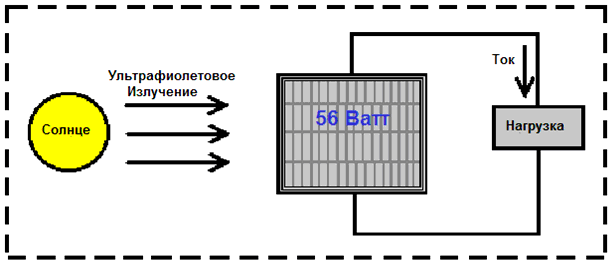 Ультрафиолетовое
Излучение
Солнце
56 Ватт
Ток
Нагрузка